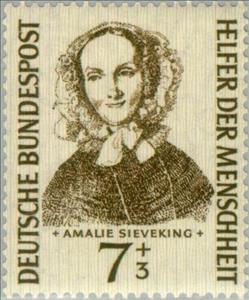 DEUTSCHE BUNDESPOST
HELFER DER MENSCHHEIT
+ AMALIE SIEVEKING +
7+3